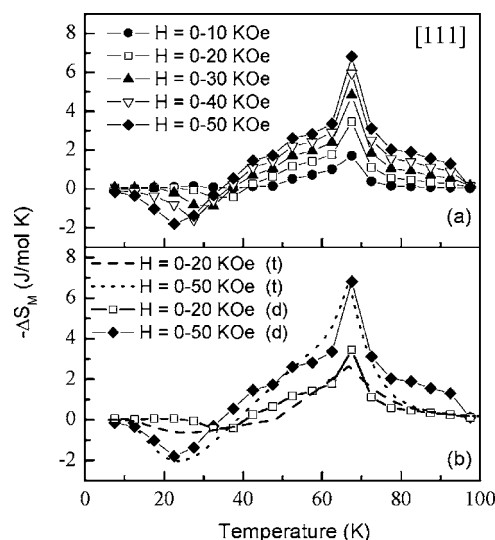 [111]
H = 0-10 KOe
H = 0-20 KOe
H = 0-30 KOe
H = 0-40 KOe
H = 0-50 KOe
8
6
4
2
0
-2
(a)
-ΔS_M (J/mol K)
H = 0-20 KOe (t)
H = 0-50 KOe (t)
H = 0-20 KOe (d)
H = 0-50 KOe (d)
6
4
2
0
-2
(b)
0 20 40 60 80 100
Temperature (K)